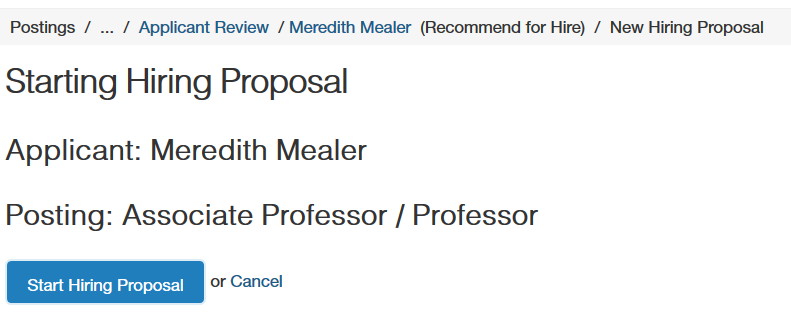 Postings / ... / Applicant Review / Meredith Mealer (Recommend for Hire) / New Hiring Proposal
Starting Hiring Proposal
Applicant: Meredith Mealer
Posting: Associate Professor / Professor
Start Hiring Proposal or Cancel